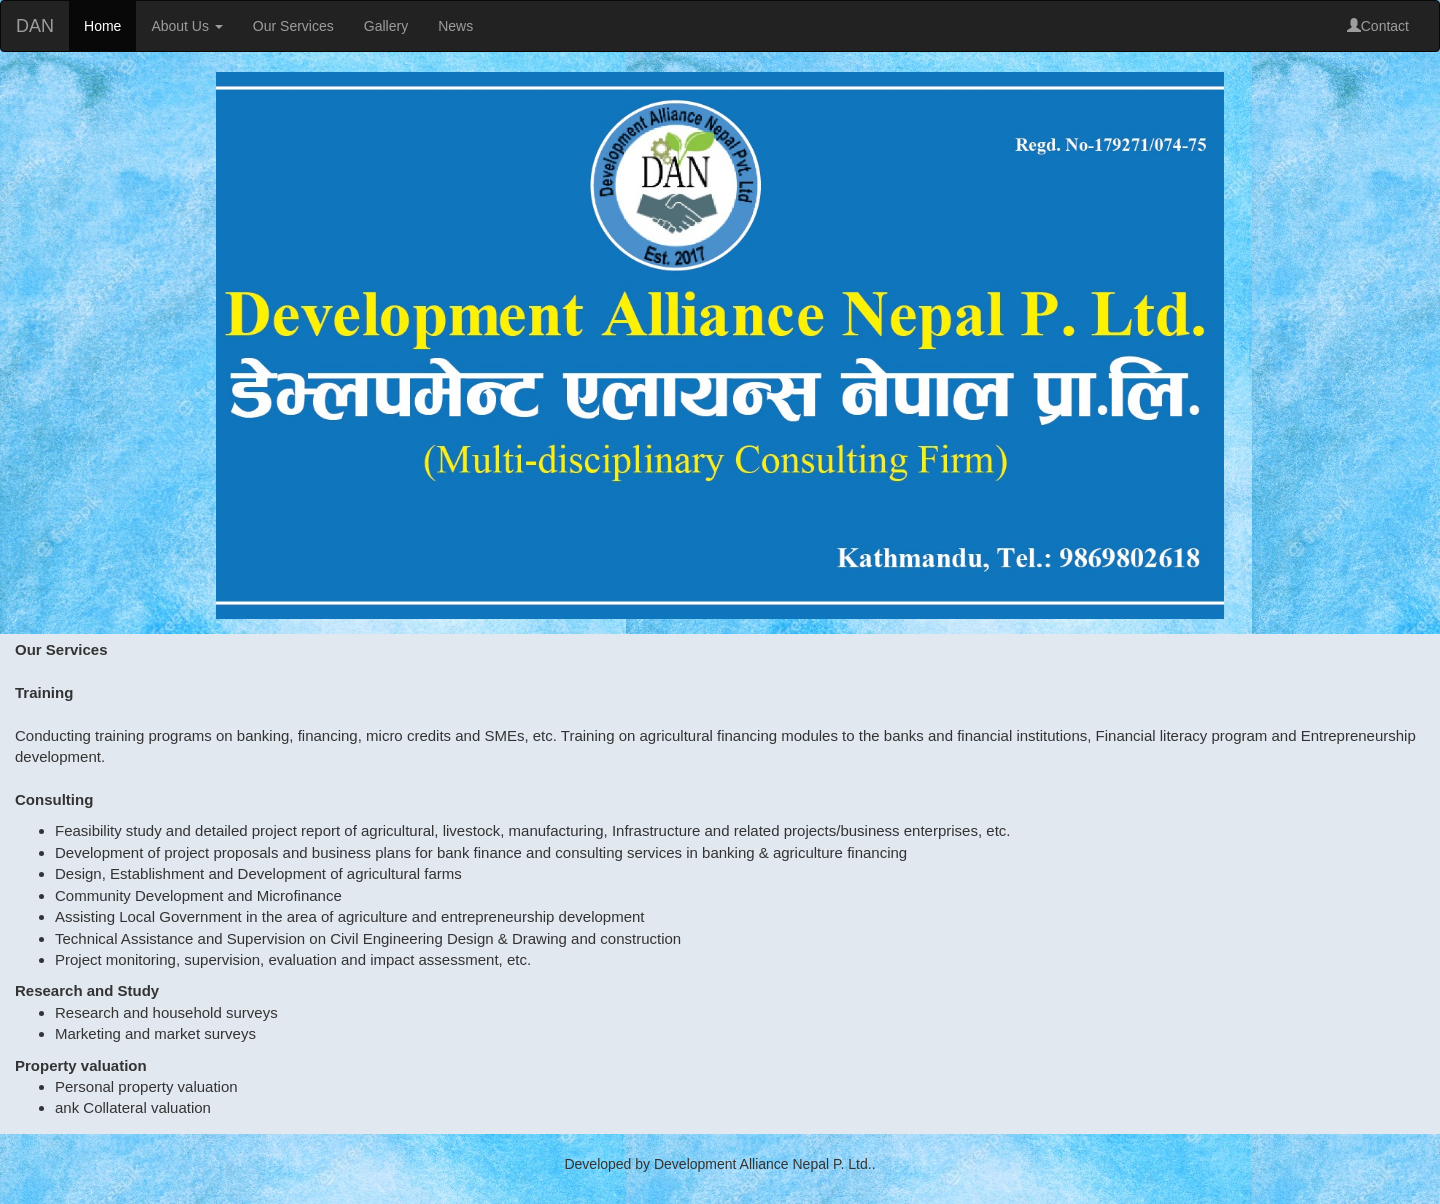 DAN Home About Us Our Services Gallery News Contact
Development Alliance Nepal Pvt. Ltd
DAN
Est. 2017
Regd. No-179271/074-75
Development Alliance Nepal P. Ltd.
डेभ्लपमेन्ट एलायन्स नेपाल प्रा.लि.
(Multi-disciplinary Consulting Firm)
Kathmandu, Tel.: 9869802618
Our Services
Training
Conducting training programs on banking, financing, micro credits and SMEs, etc. Training on agricultural financing modules to the banks and financial institutions, Financial literacy program and Entrepreneurship
development.
Consulting
Feasibility study and detailed project report of agricultural, livestock, manufacturing, Infrastructure and related projects/business enterprises, etc.
Development of project proposals and business plans for bank finance and consulting services in banking & agriculture financing
Design, Establishment and Development of agricultural farms
Community Development and Microfinance
Assisting Local Government in the area of agriculture and entrepreneurship development
Technical Assistance and Supervision on Civil Engineering Design & Drawing and construction
Project monitoring, supervision, evaluation and impact assessment, etc.
Research and Study
Research and household surveys
Marketing and market surveys
Property valuation
Personal property valuation
ank Collateral valuation
Developed by Development Alliance Nepal P. Ltd..